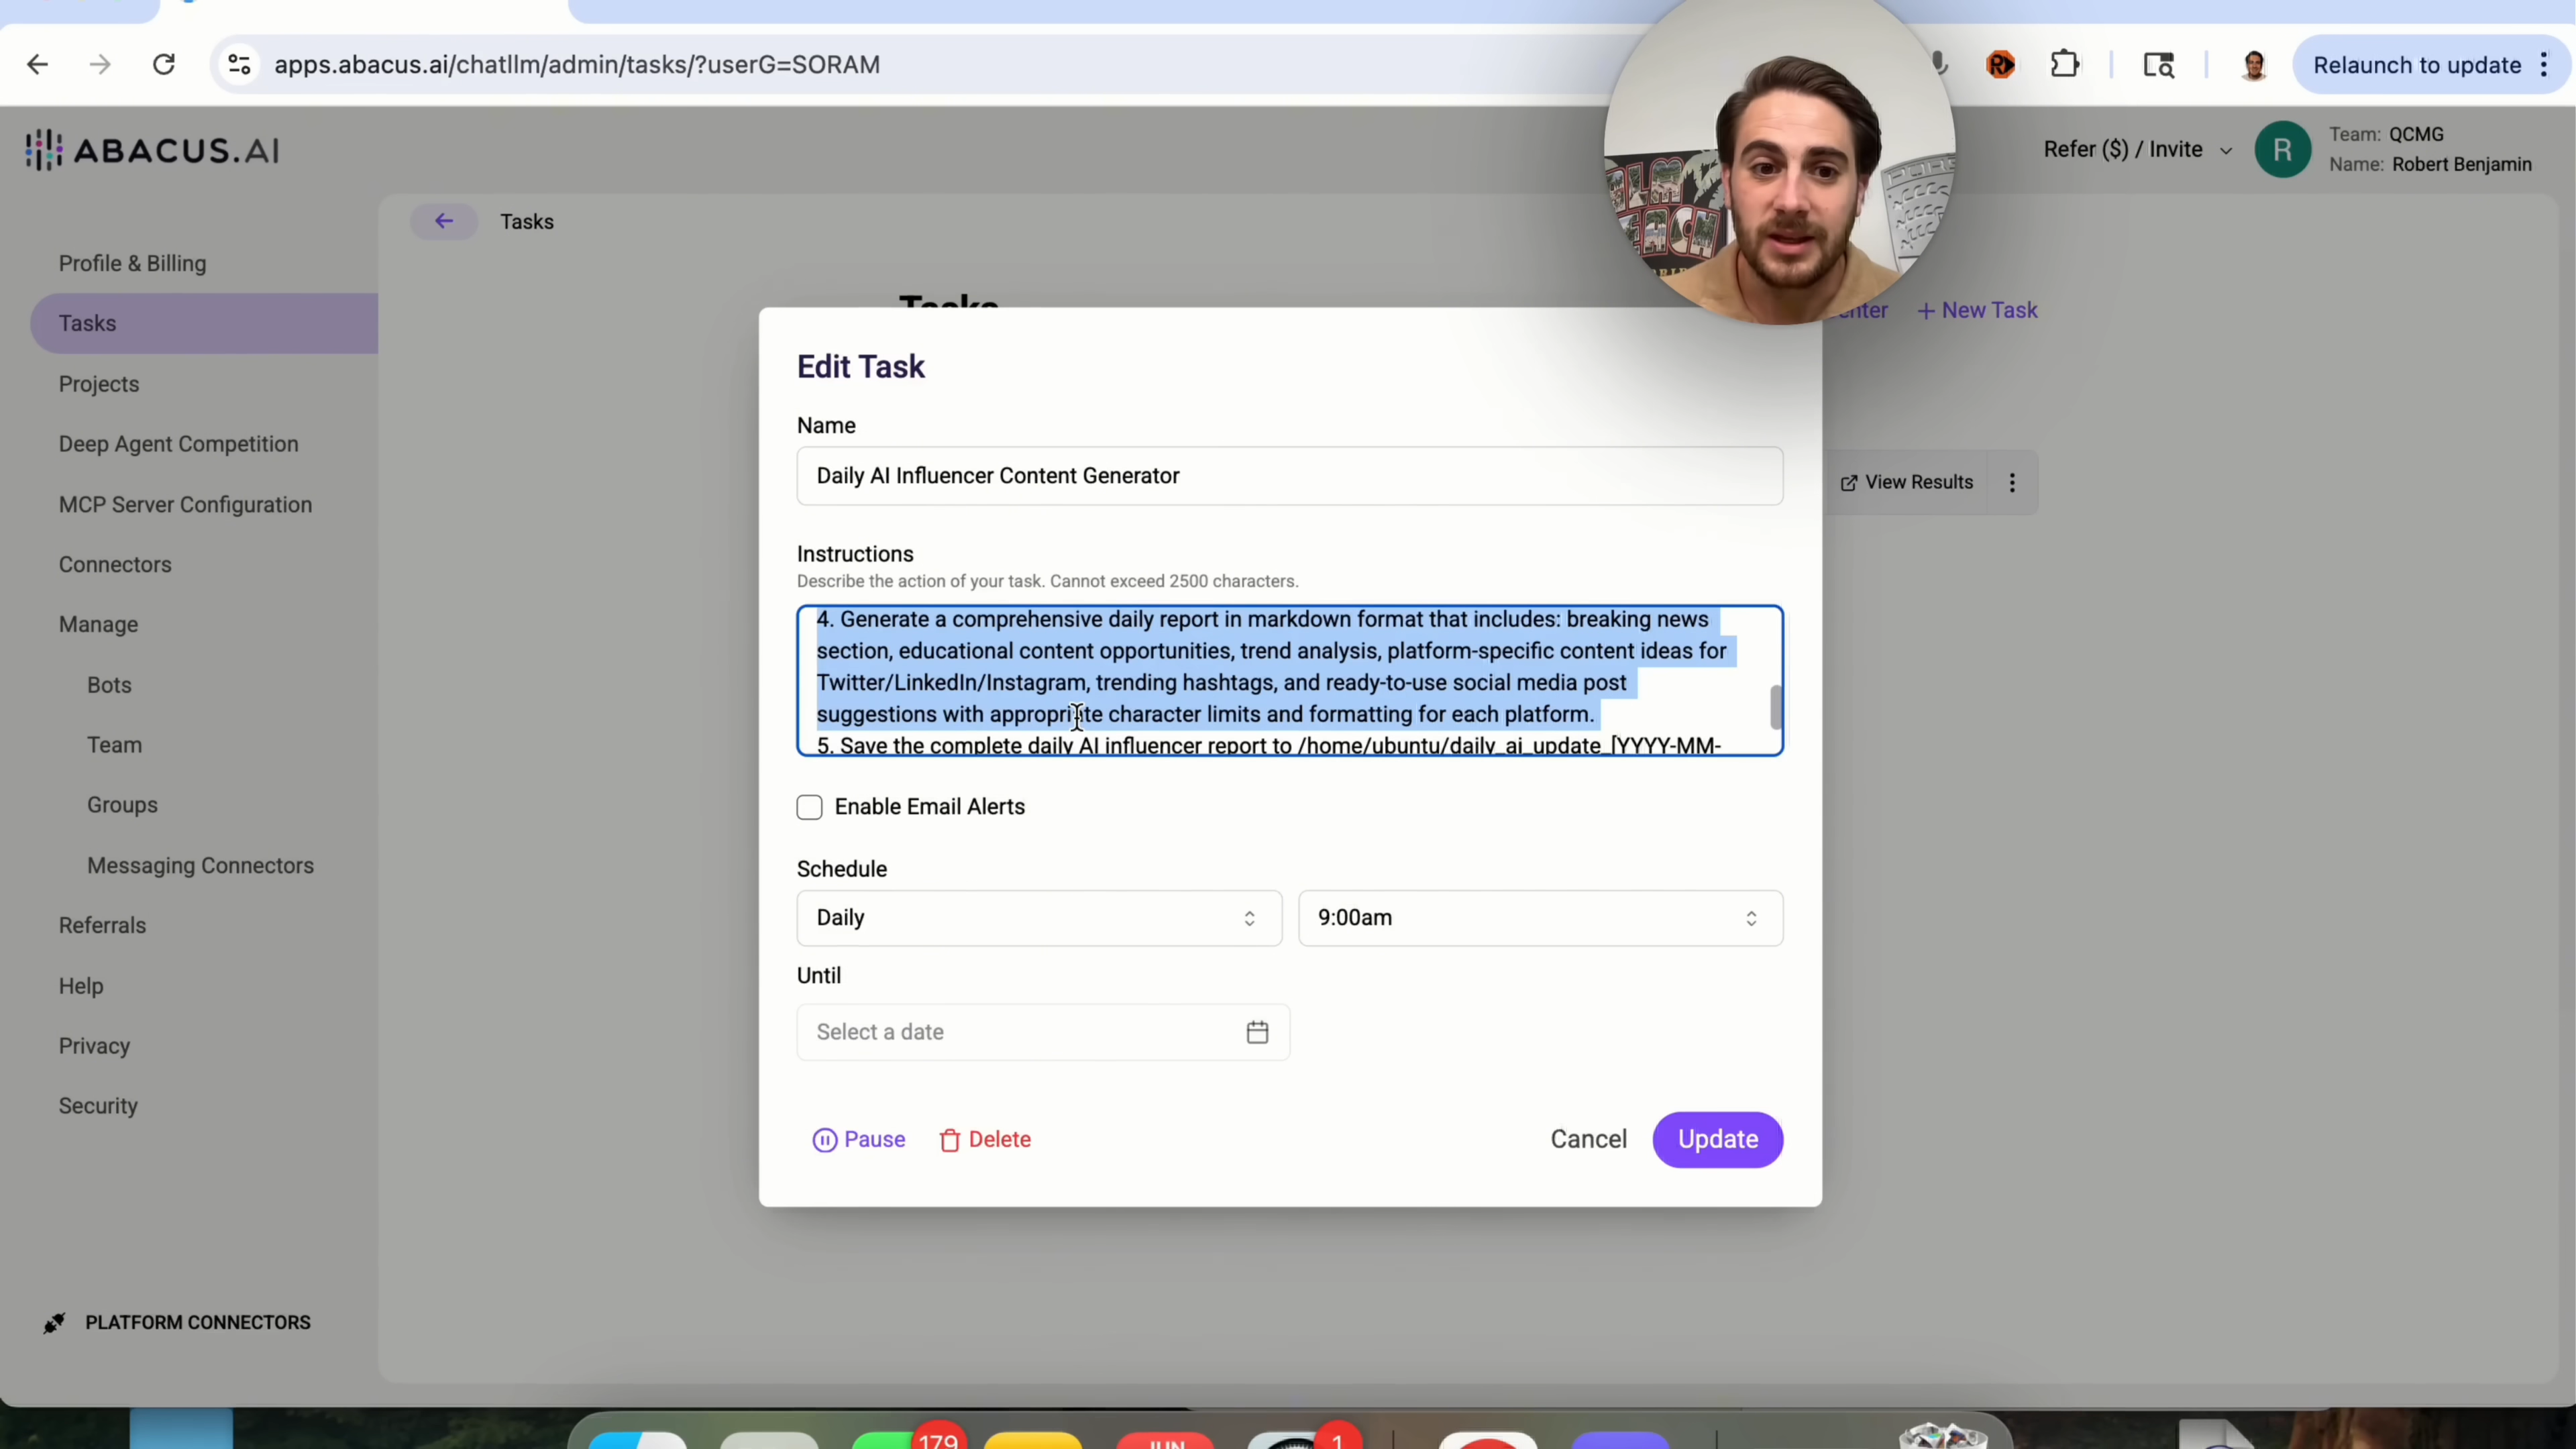 apps.abacus.ai/chatllm/admin/tasks/?userG=SORAM
Relaunch to update
ABACUS.AI
Refer ($) / Invite
R
Team: QCMG
Name: Robert Benjamin
Tasks
Profile & Billing
Tasks
Projects
Deep Agent Competition
MCP Server Configuration
Connectors
Manage
Bots
Team
Groups
Messaging Connectors
Referrals
Help
Privacy
Security
PLATFORM CONNECTORS
Tasks
+ New Task
View Results
Edit Task
Name
Daily AI Influencer Content Generator
Instructions
Describe the action of your task. Cannot exceed 2500 characters.
4. Generate a comprehensive daily report in markdown format that includes: breaking news
section, educational content opportunities, trend analysis, platform-specific content ideas for
Twitter/LinkedIn/Instagram, trending hashtags, and ready-to-use social media post
suggestions with appropriate character limits and formatting for each platform.
5. Save the complete daily AI influencer report to /home/ubuntu/daily_ai_update_[YYYY-MM-
Enable Email Alerts
Schedule
Daily
9:00am
Until
Select a date
Pause
Delete
Cancel
Update
179
JUN
1